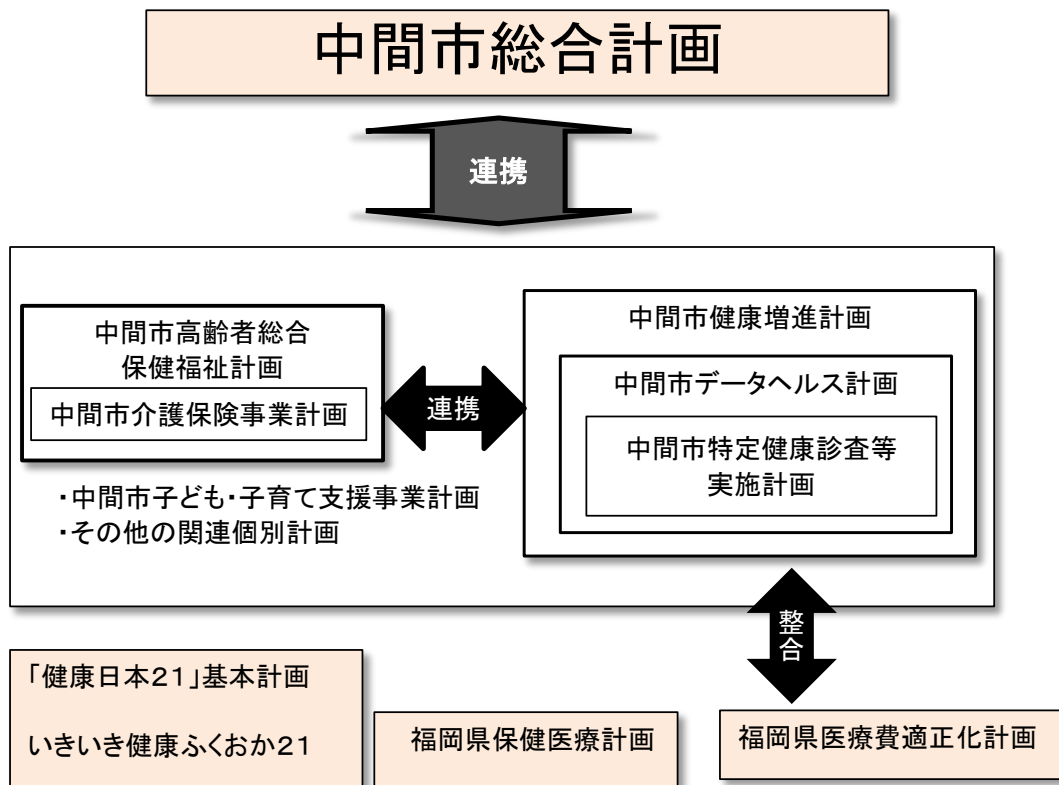 中間市総合計画
連携
中間市高齢者総合
保健福祉計画
中間市介護保険事業計画
連携
中間市健康増進計画
中間市データヘルス計画
中間市特定健康診査等
実施計画
・中間市子ども・子育て支援事業計画
・その他の関連個別計画
整合
「健康日本21」基本計画
いきいき健康ふくおか21
福岡県保健医療計画
福岡県医療費適正化計画